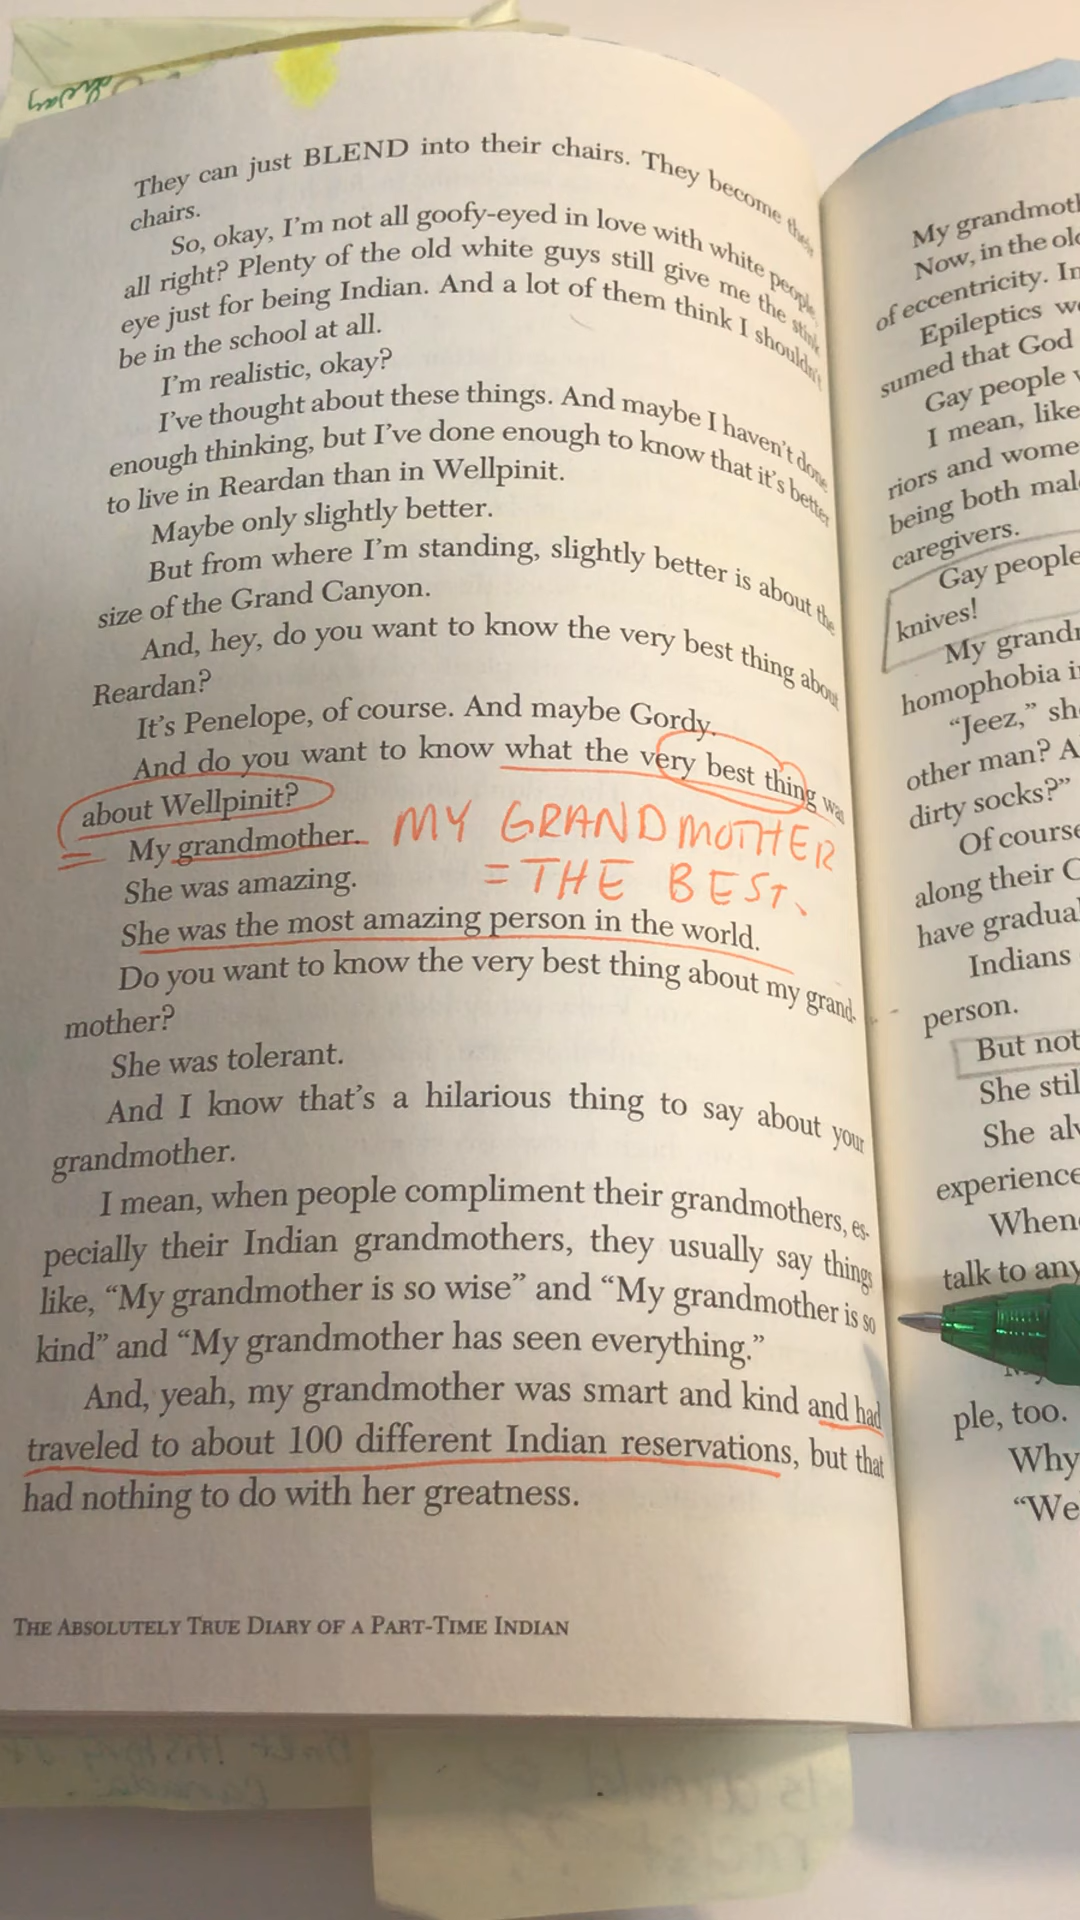 They can just BLEND into their chairs. They become their
chairs.
So, okay, I'm not all goofy-eyed in love with white people,
all right? Plenty of the old white guys still give me the stink
eye just for being Indian. And a lot of them think I shouldn't
be in the school at all.
I'm realistic, okay?
I've thought about these things. And maybe I haven't done
enough thinking, but I've done enough to know that it's better
to live in Reardan than in Wellpinit.
Maybe only slightly better.
But from where I'm standing, slightly better is about the
size of the Grand Canyon.
And, hey, do you want to know the very best thing about
Reardan?
It's Penelope, of course. And maybe Gordy.
And do you want to know what the very best thing was
about Wellpinit?
My grandmother.
MY GRANDMOTHER
= THE BEST.
She was amazing.
She was the most amazing person in the world.
Do you want to know the very best thing about my grand-
mother?
She was tolerant.
And I know that's a hilarious thing to say about your
grandmother.
I mean, when people compliment their grandmothers, es-
pecially their Indian grandmothers, they usually say things
like, “My grandmother is so wise” and “My grandmother is so
kind” and “My grandmother has seen everything.”
And, yeah, my grandmother was smart and kind and had
traveled to about 100 different Indian reservations, but that
had nothing to do with her greatness.
THE ABSOLUTELY TRUE DIARY OF A PART-TIME INDIAN
My
Now, in the
of eccentricity.
Epileptics
sumed that God
Gay people
I mean, like
riors and
being both
caregivers.
Gay people
knives!
My
homophobia
“Jeez,”
other man?
dirty socks?”
Of course
along their
have
Indians
person.
But not
She
She
experience
talk to
ple, too.
Why
“We